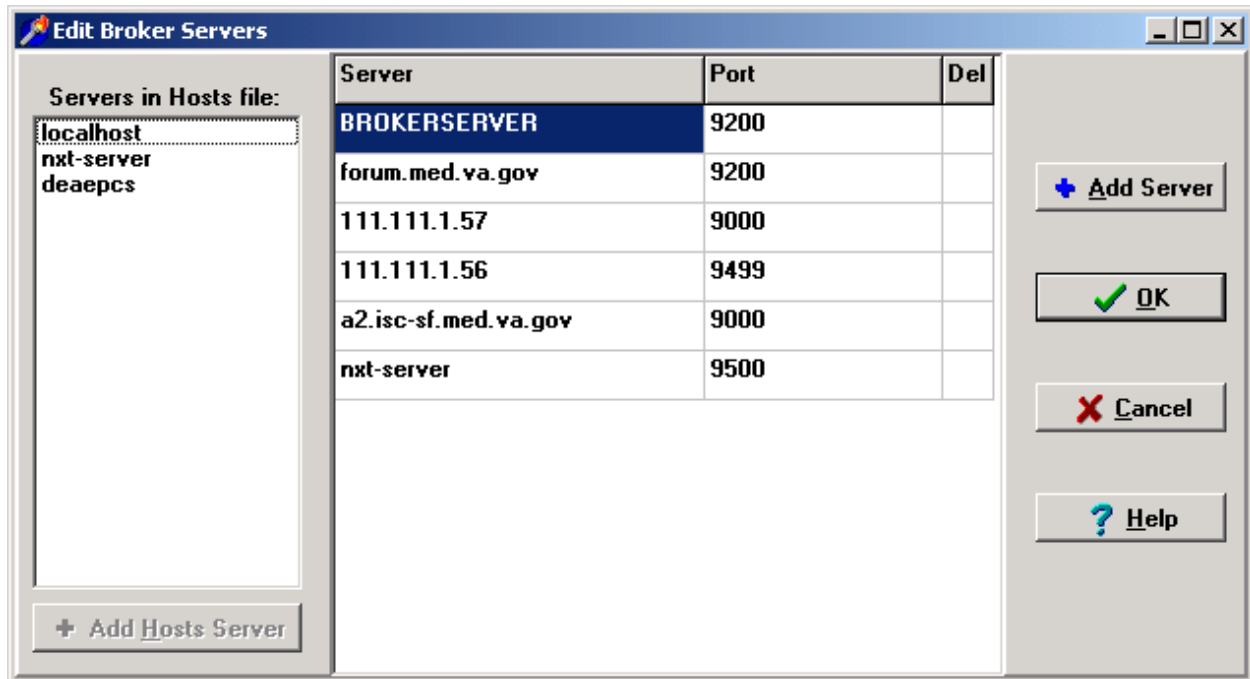 Edit Broker Servers
Servers in Hosts file:
localhost
nxt-server
deaepcs
+ Add Hosts Server
Server Port Del
BROKERSERVER 9200
forum.med.va.gov 9200
111.111.1.57 9000
111.111.1.56 9499
a2.isc-sf.med.va.gov 9000
nxt-server 9500
+ Add Server
OK
Cancel
? Help